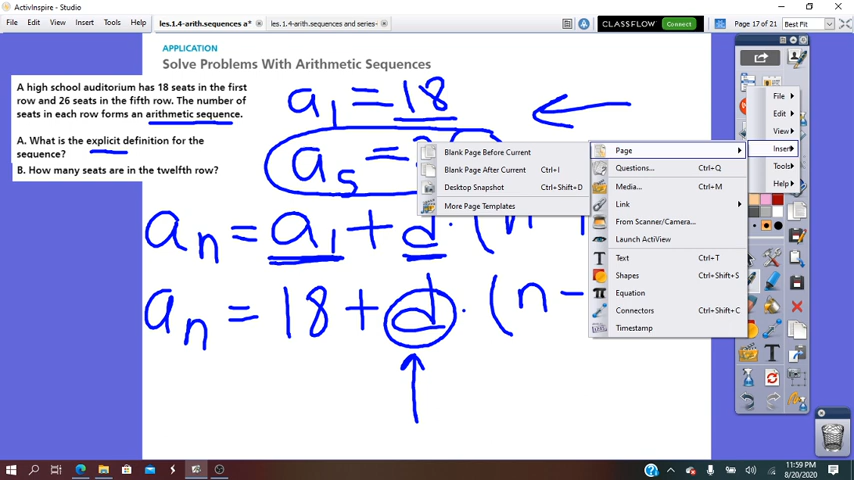 ActivInspire - Studio
File Edit View Insert Tools Help
les.1.4-arith.sequences a*
les.1.4-arith.sequences and series-
CLASSFLOW Connect
Page 17 of 21
Best Fit
APPLICATION
Solve Problems With Arithmetic Sequences
A high school auditorium has 18 seats in the first
row and 26 seats in the fifth row. The number of
seats in each row forms an arithmetic sequence.
A. What is the explicit definition for the
sequence?
B. How many seats are in the twelfth row?
a1 = 18
a5 =
an = a1 + d · (n
an = 18 + d · (n -
File
Edit
View
Insert
Tools
Help
Page
Questions... Ctrl+Q
Media... Ctrl+M
Link
From Scanner/Camera...
Launch ActiView
Text Ctrl+T
Shapes Ctrl+Shift+S
Equation
Connectors Ctrl+Shift+C
Timestamp
Blank Page Before Current
Blank Page After Current Ctrl+I
Desktop Snapshot Ctrl+Shift+D
More Page Templates
11:59 PM
8/20/2020